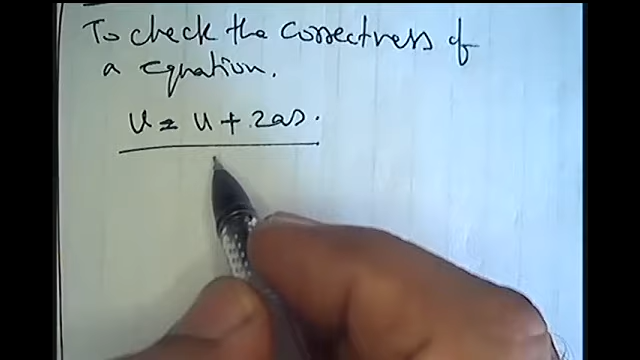 To check the correctness of
a equation.
v = u + 2as.